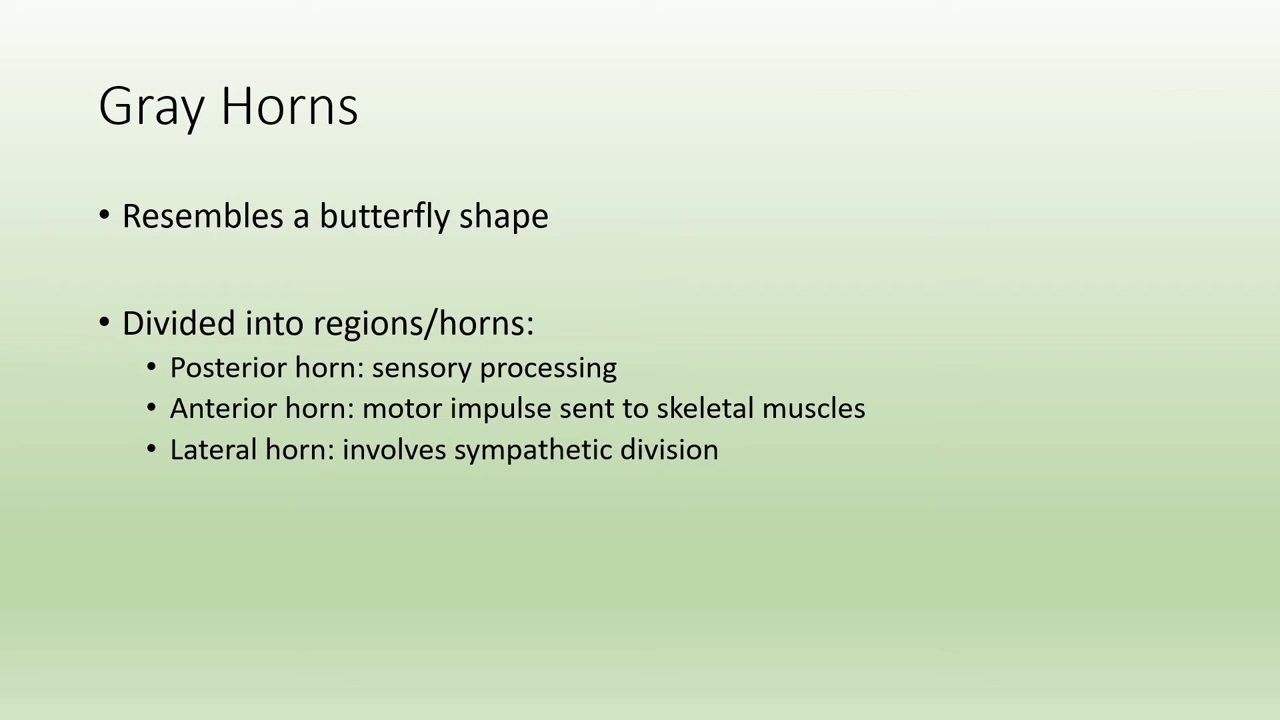 Gray Horns
• Resembles a butterfly shape
• Divided into regions/horns:
• Posterior horn: sensory processing
• Anterior horn: motor impulse sent to skeletal muscles
• Lateral horn: involves sympathetic division